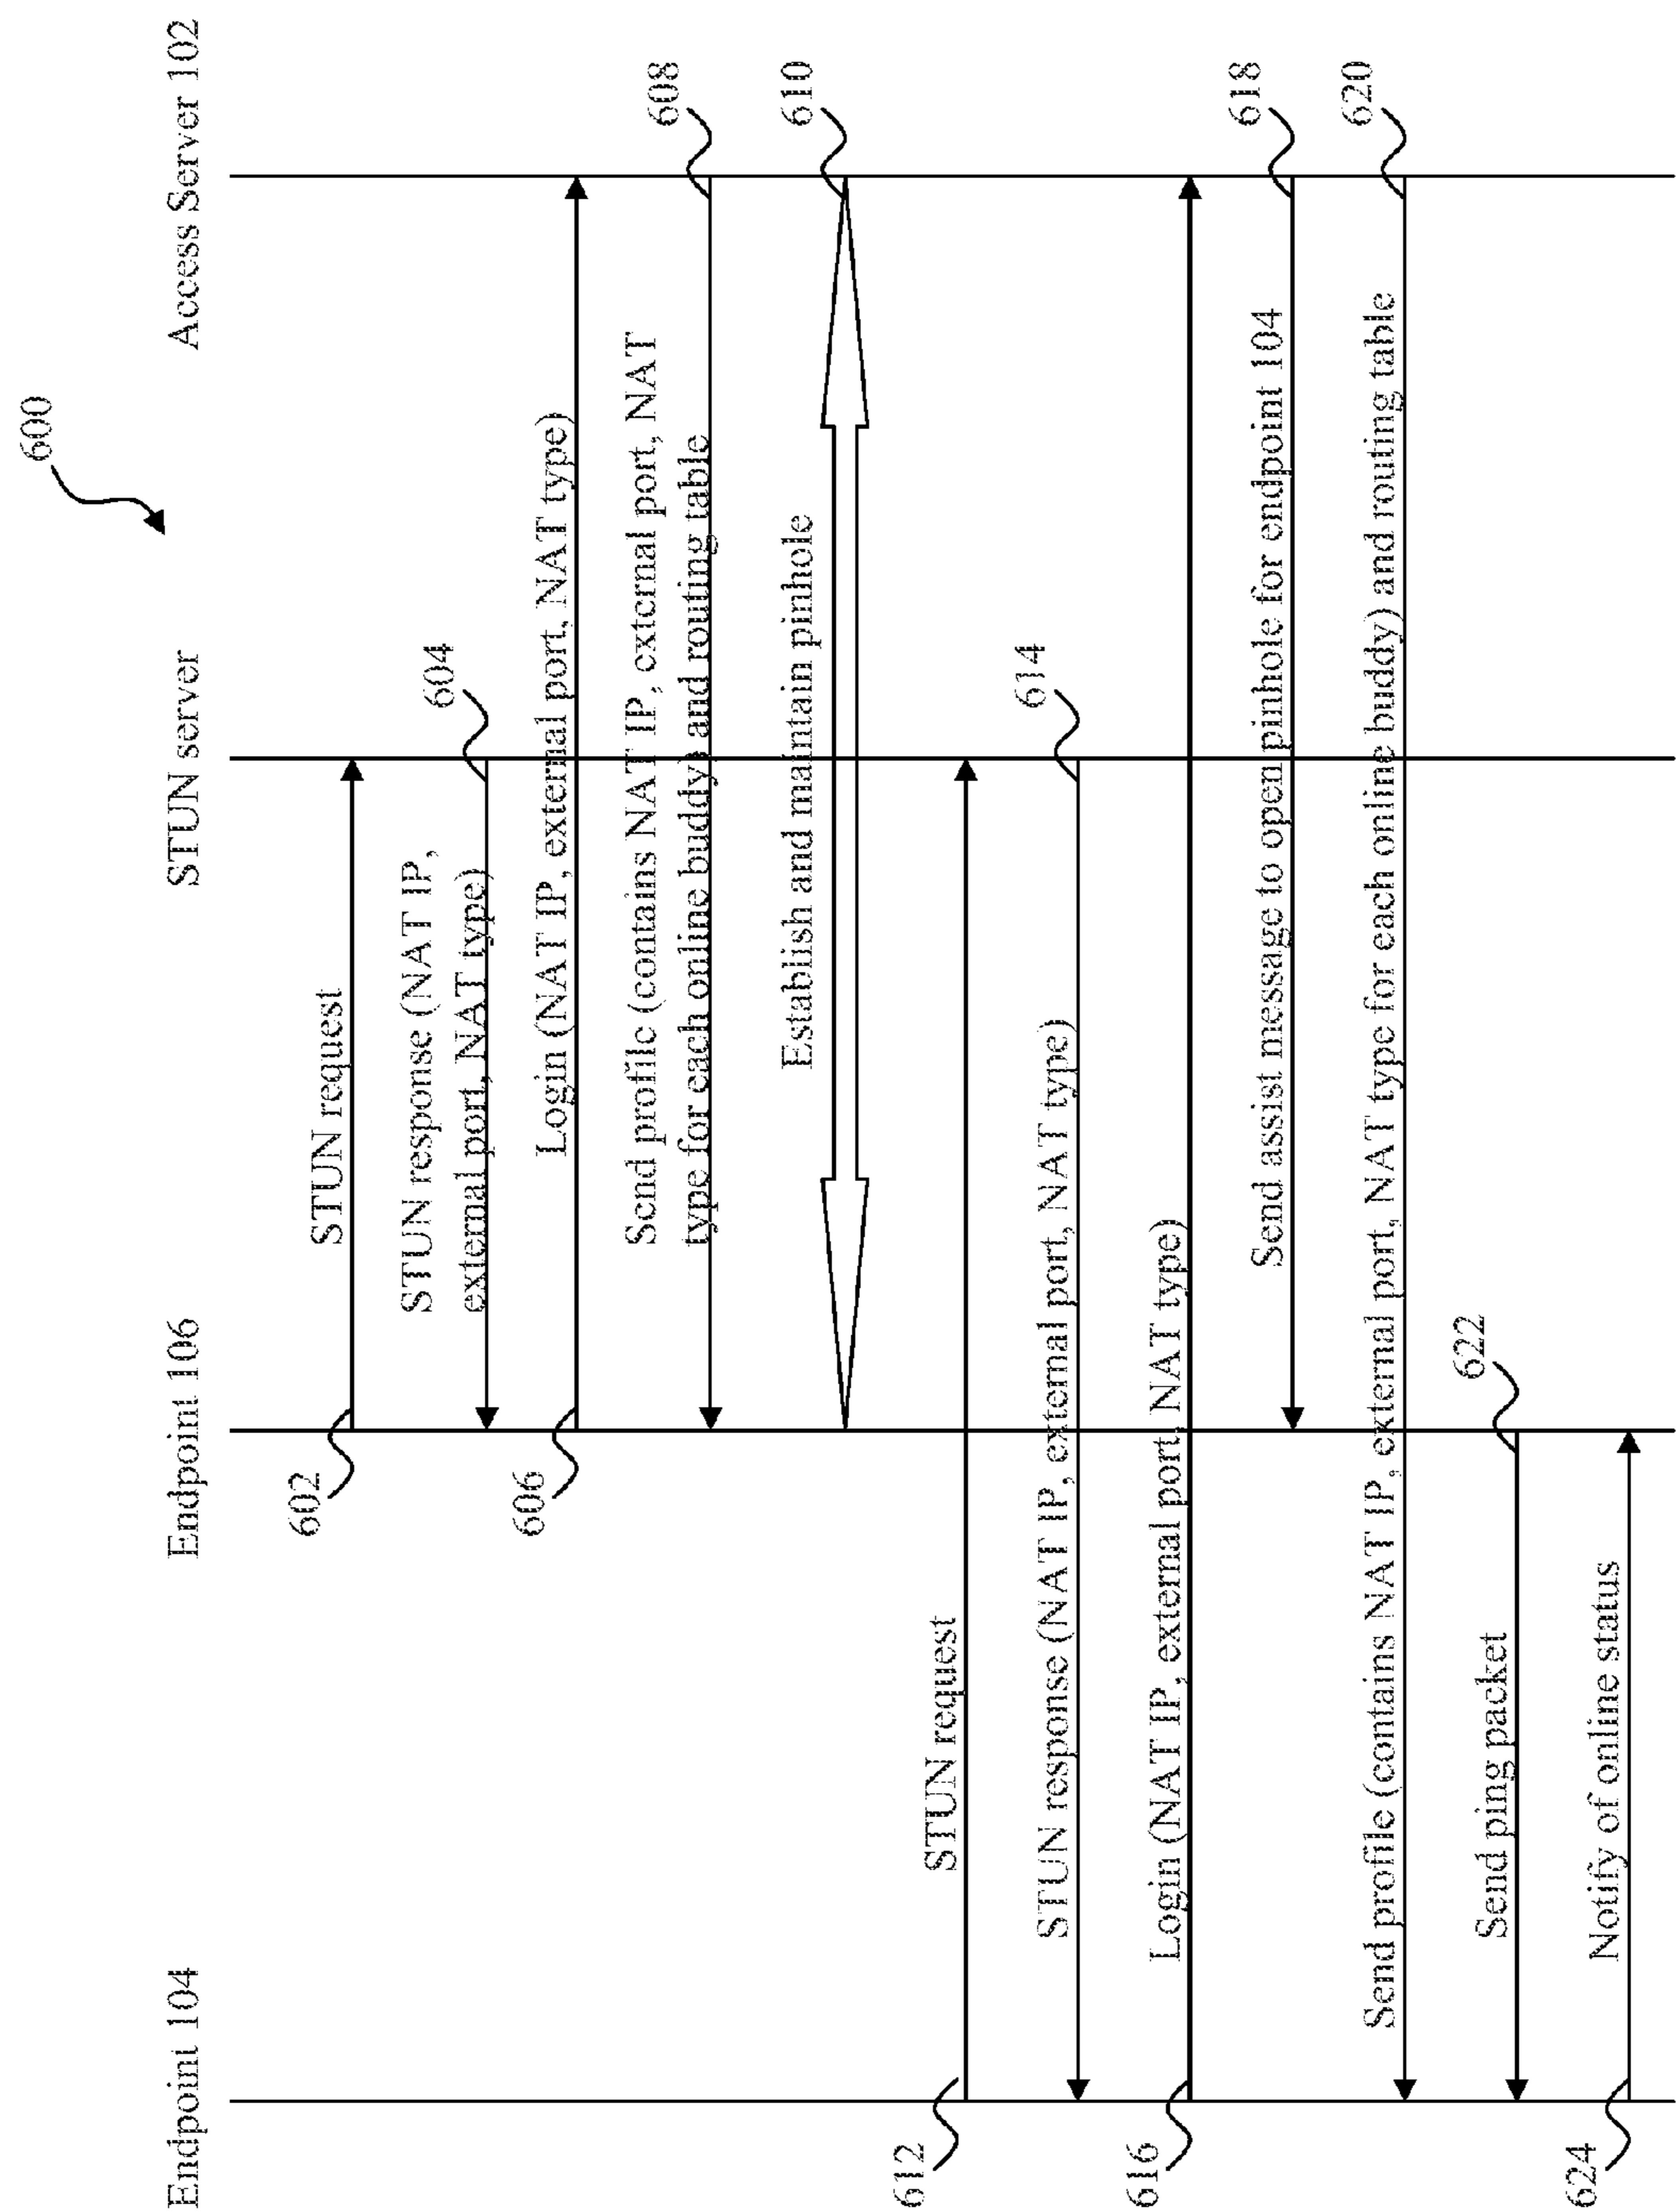 600
Endpoint 104
Endpoint 106
STUN server
Access Server 102
602
STUN request
STUN response (NAT IP,
external port, NAT type)
604
606
Login (NAT IP, external port, NAT type)
608
Send profile (contains NAT IP, external port, NAT
type for each online buddy) and routing table
610
Establish and maintain pinhole
612
STUN request
614
STUN response (NAT IP, external port, NAT type)
616
Login (NAT IP, external port, NAT type)
618
Send assist message to open pinhole for endpoint 104
620
Send profile (contains NAT IP, external port, NAT type for each online buddy) and routing table
622
Send ping packet
624
Notify of online status